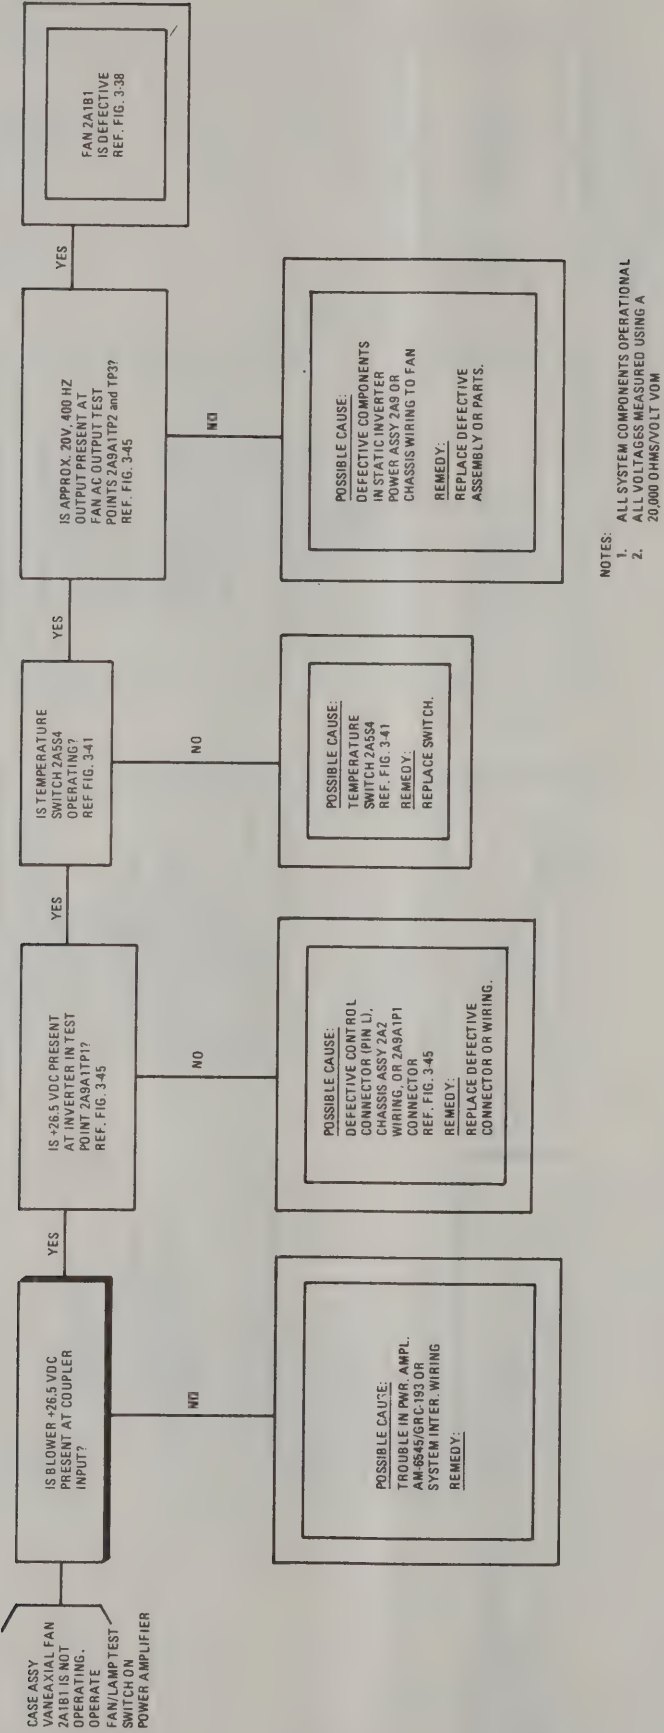 CASE ASSY
VANEAXIAL FAN
2A1B1 IS NOT
OPERATING.
OPERATE
FAN/LAMP TEST
SWITCH ON
POWER AMPLIFIER
IS BLOWER +26.5 VDC
PRESENT AT COUPLER
INPUT?
YES
NO
POSSIBLE CAUSE:
TROUBLE IN PWR. AMPL.
AM-6545/GRC-193 OR
SYSTEM INTER. WIRING
REMEDY:
IS +26.5 VDC PRESENT
AT INVERTER IN TEST
POINT 2A9A1TP1?
REF. FIG. 3-45
YES
NO
POSSIBLE CAUSE:
DEFECTIVE CONTROL
CONNECTOR (PIN L),
CHASSIS ASSY 2A2
WIRING, OR 2A9A1P1
CONNECTOR
REF. FIG. 3-45
REMEDY:
REPLACE DEFECTIVE
CONNECTOR OR WIRING.
IS TEMPERATURE
SWITCH 2A5S4
OPERATING?
REF FIG. 3-41
YES
NO
POSSIBLE CAUSE:
TEMPERATURE
SWITCH 2A5S4
REF. FIG. 3-41
REMEDY:
REPLACE SWITCH.
IS APPROX. 20V, 400 HZ
OUTPUT PRESENT AT
FAN AC OUTPUT TEST
POINTS 2A9A1TP2 and TP3?
REF. FIG. 3-45
YES
NO
POSSIBLE CAUSE:
DEFECTIVE COMPONENTS
IN STATIC INVERTER
POWER ASSY 2A9 OR
CHASSIS WIRING TO FAN
REMEDY:
REPLACE DEFECTIVE
ASSEMBLY OR PARTS.
FAN 2A1B1
IS DEFECTIVE
REF. FIG. 3-38
NOTES:
1. ALL SYSTEM COMPONENTS OPERATIONAL
2. ALL VOLTAGES MEASURED USING A
20,000 OHMS/VOLT VOM